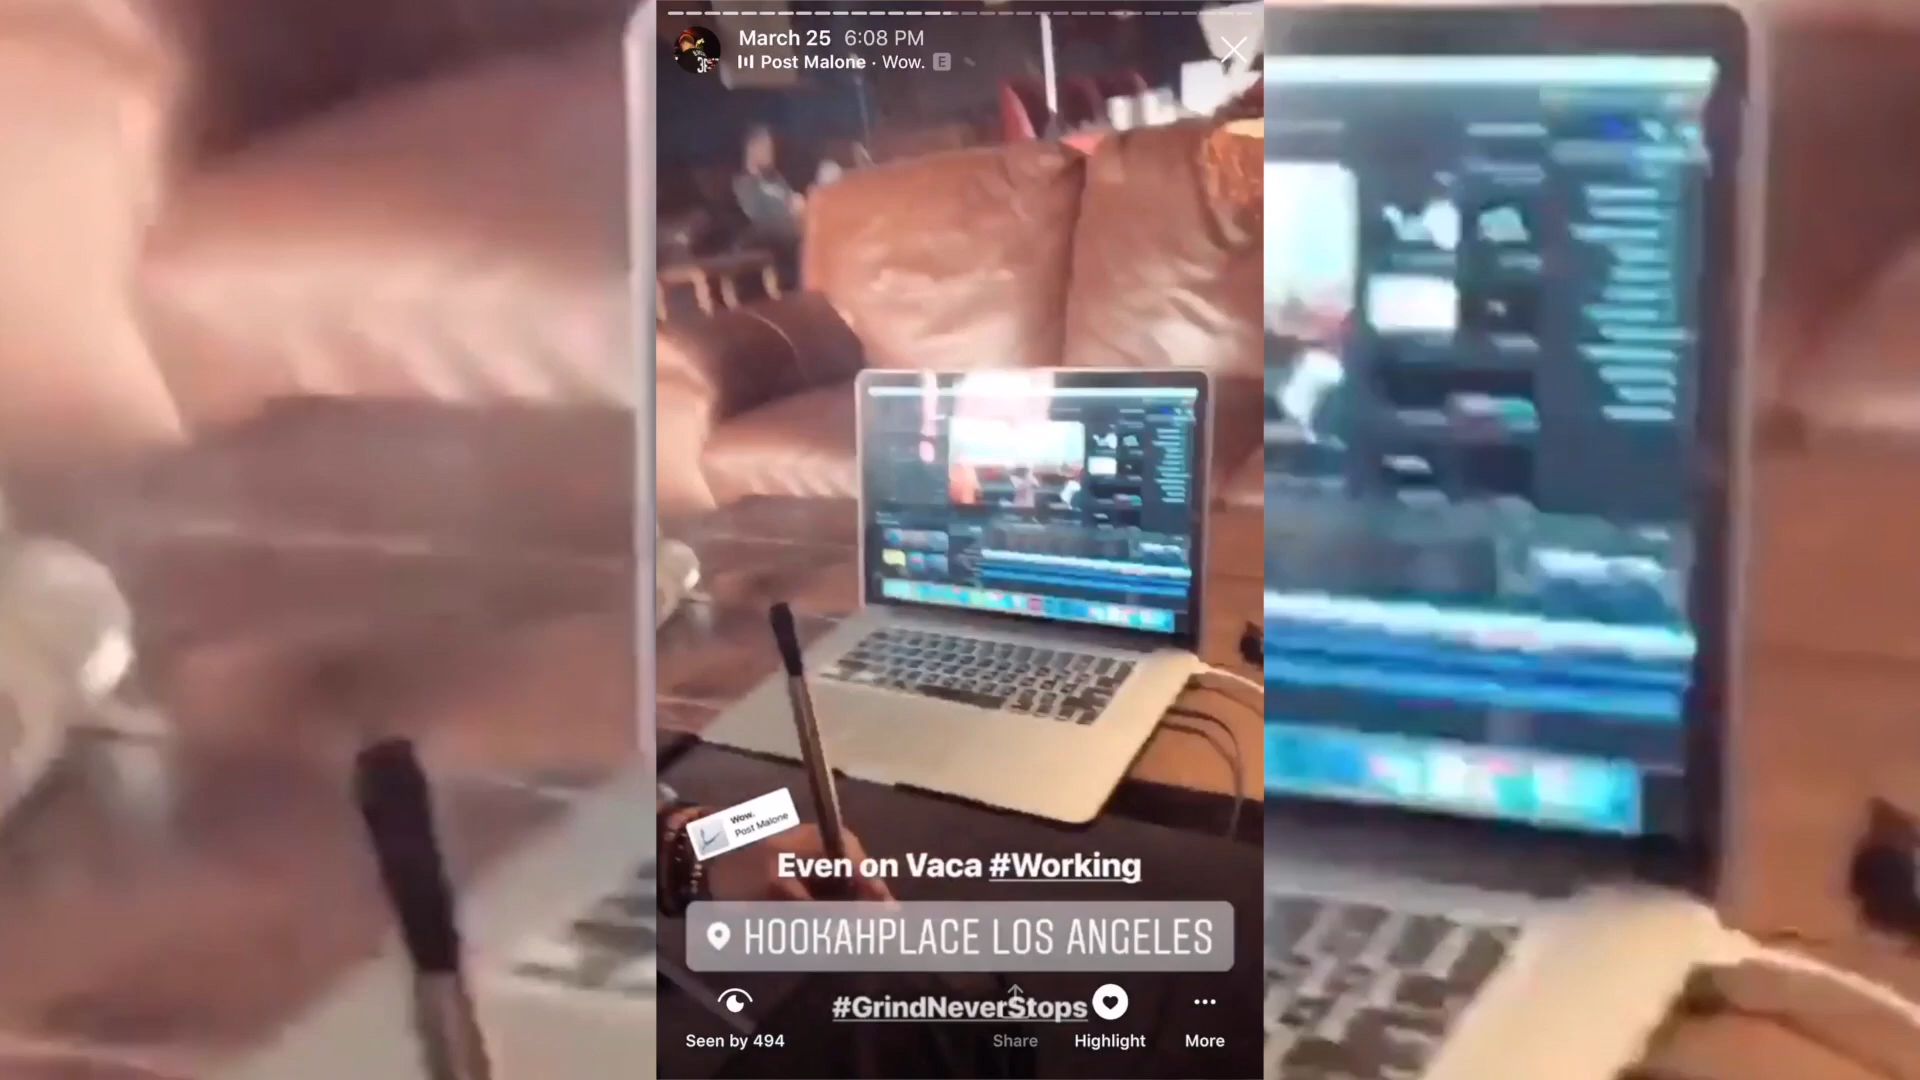 March 25 6:08 PM
Post Malone · Wow. E
Wow.
Post Malone
Even on Vaca #Working
HOOKAHPLACE LOS ANGELES
#GrindNeverStops
Seen by 494
Share
Highlight
More